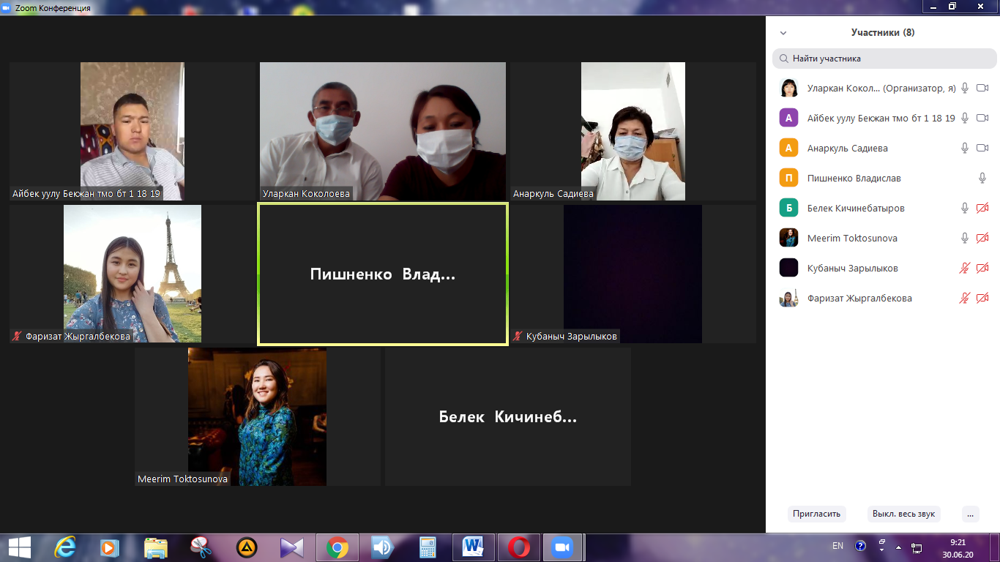 Zoom Конференция
Айбек уулу Бекжан тмо бт 1 18 19
Уларкан Коколоева
Анаркуль Садиева
Фаризат Жыргалбекова
Пишненко Влад...
Кубаныч Зарылыков
Meerim Toktosunova
Белек Кичинеб...
Участники (8)
Найти участника
Уларкан Кокол... (Организатор, я)
А Айбек уулу Бекжан тмо бт 1 18 19
А Анаркуль Садиева
П Пишненко Владислав
Б Белек Кичинебатыров
Meerim Toktosunova
Кубаныч Зарылыков
Фаризат Жыргалбекова
Пригласить Выкл. весь звук ...
EN 9:21
30.06.20